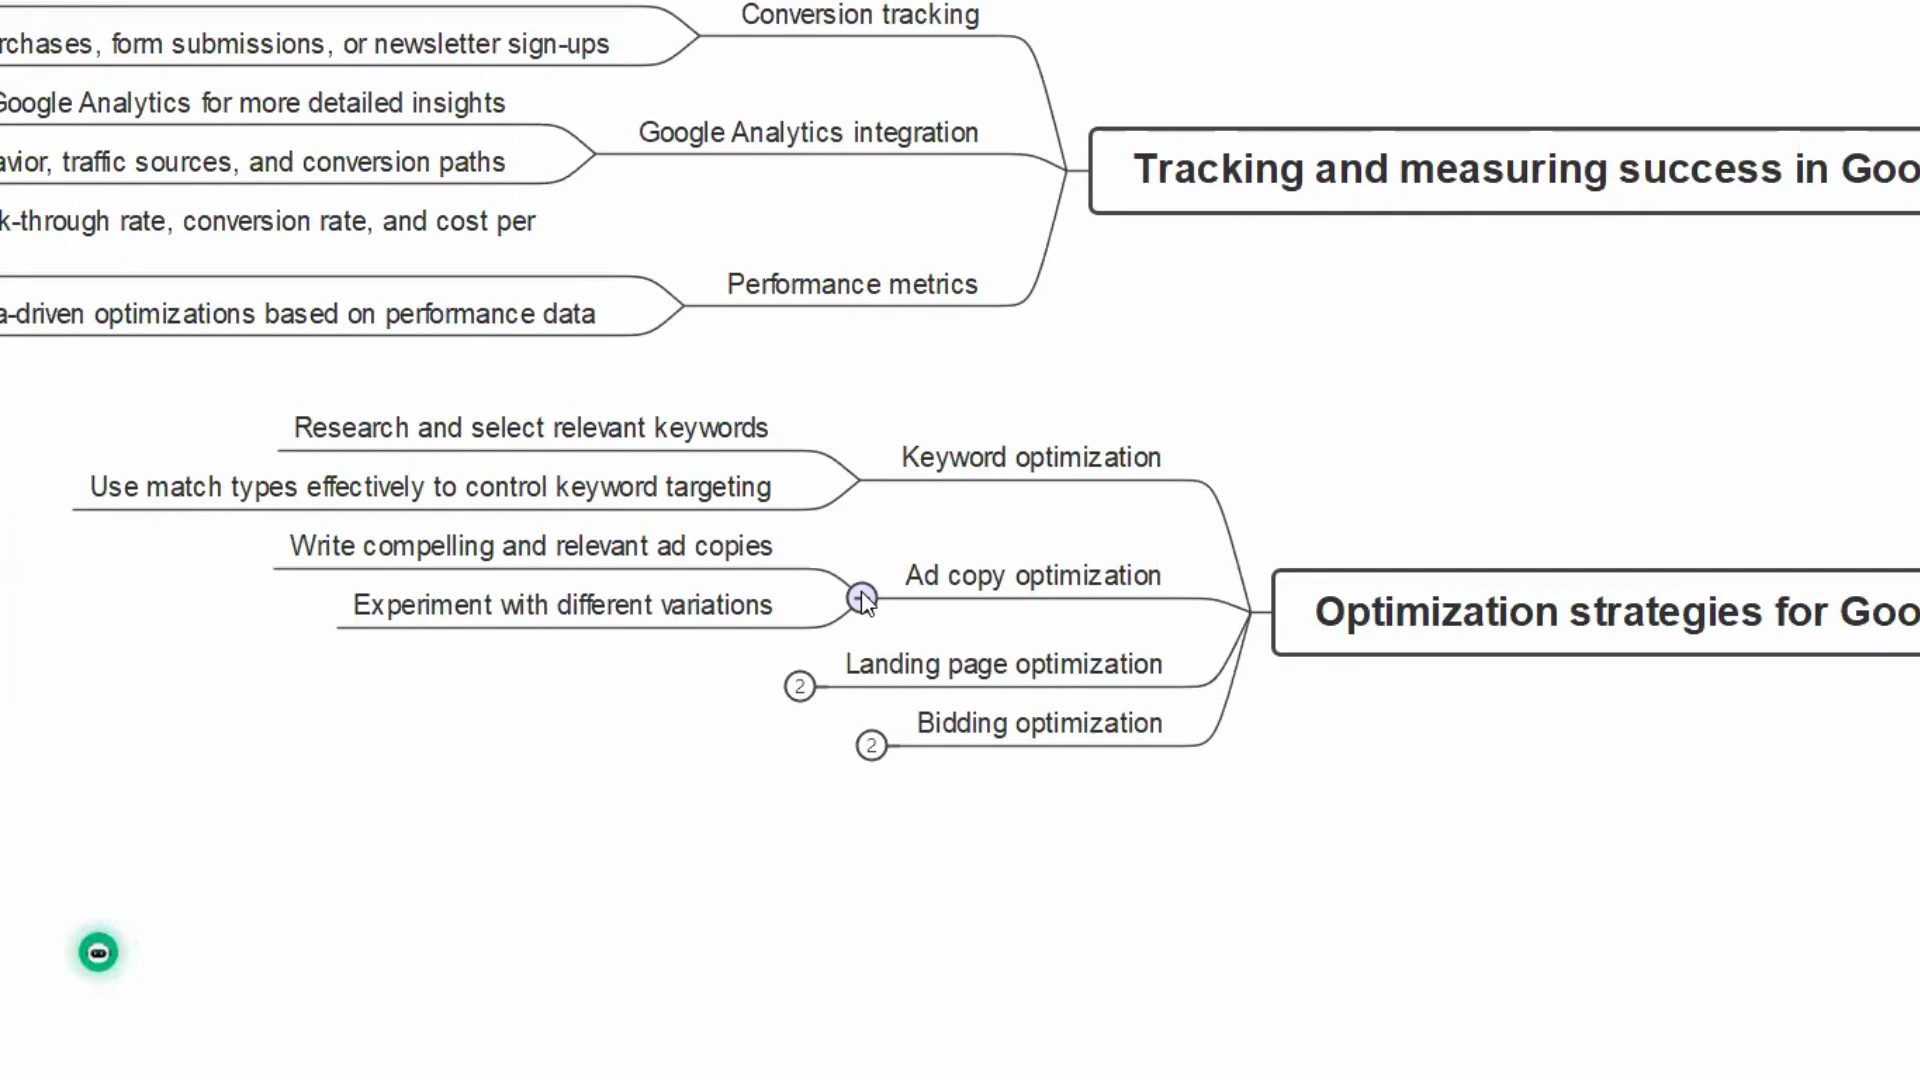 Conversion tracking
rchases, form submissions, or newsletter sign-ups
Google Analytics for more detailed insights
Google Analytics integration
avior, traffic sources, and conversion paths
Tracking and measuring success in Goo
k-through rate, conversion rate, and cost per
Performance metrics
a-driven optimizations based on performance data
Research and select relevant keywords
Keyword optimization
Use match types effectively to control keyword targeting
Write compelling and relevant ad copies
Ad copy optimization
Experiment with different variations
Optimization strategies for Goo
Landing page optimization
2
Bidding optimization
2